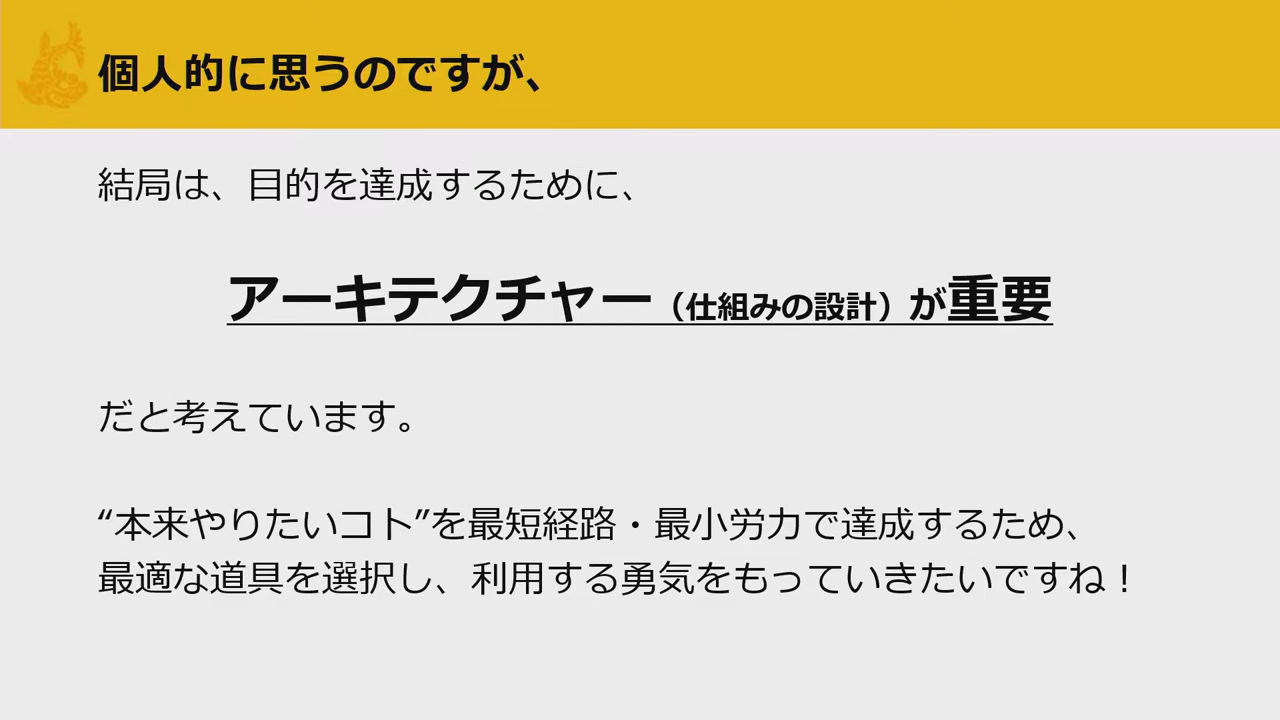 個人的に思うのですが、
結局は、目的を達成するために、
アーキテクチャー（仕組みの設計）が重要
だと考えています。
“本来やりたいコト”を最短経路・最小労力で達成するため、
最適な道具を選択し、利用する勇気をもっていきたいですね！